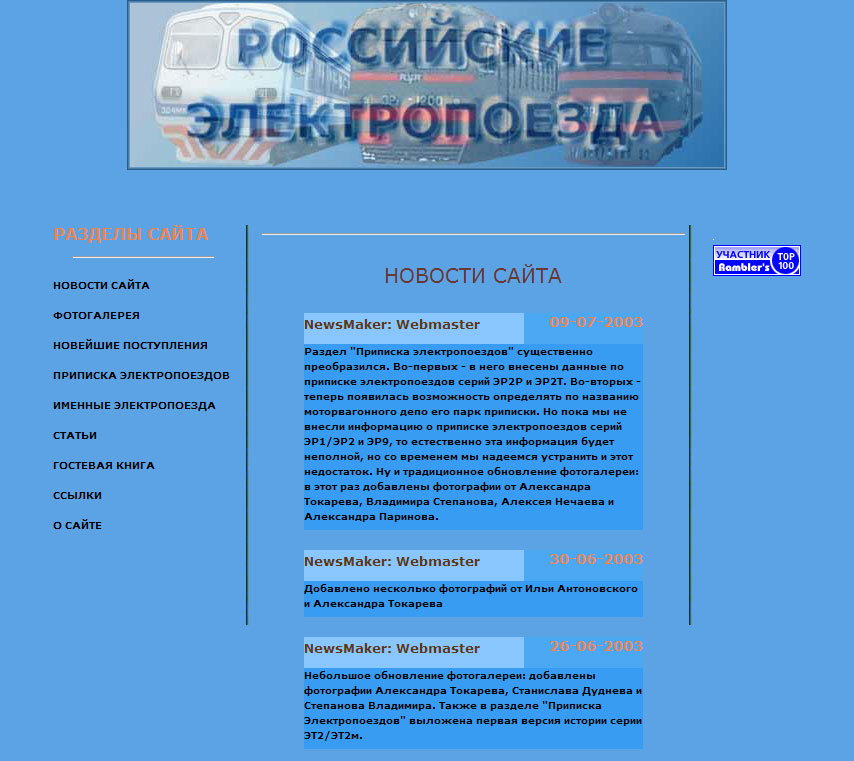 РОССИЙСКИЕ
ЭЛЕКТРОПОЕЗДА
РАЗДЕЛЫ САЙТА
НОВОСТИ САЙТА
ФОТОГАЛЕРЕЯ
НОВЕЙШИЕ ПОСТУПЛЕНИЯ
ПРИПИСКА ЭЛЕКТРОПОЕЗДОВ
ИМЕННЫЕ ЭЛЕКТРОПОЕЗДА
СТАТЬИ
ГОСТЕВАЯ КНИГА
ССЫЛКИ
О САЙТЕ
НОВОСТИ САЙТА
NewsMaker: Webmaster 09-07-2003
Раздел "Приписка электропоездов" существенно
преобразился. Во-первых - в него внесены данные по
приписке электропоездов серий ЭР2Р и ЭР2Т. Во-вторых -
теперь появилась возможность определять по названию
моторвагонного депо его парк приписки. Но пока мы не
внесли информацию о приписке электропоездов серий
ЭР1/ЭР2 и ЭР9, то естественно эта информация будет
неполной, но со временем мы надеемся устранить и этот
недостаток. Ну и традиционное обновление фотогалереи:
в этот раз добавлены фотографии от Александра
Токарева, Владимира Степанова, Алексея Нечаева и
Александра Паринова.
NewsMaker: Webmaster 30-06-2003
Добавлено несколько фотографий от Ильи Антоновского
и Александра Токарева
NewsMaker: Webmaster 26-06-2003
Небольшое обновление фотогалереи: добавлены
фотографии Александра Токарева, Станислава Дуднева и
Степанова Владимира. Также в разделе "Приписка
Электропоездов" выложена первая версия истории серии
ЭТ2/ЭТ2м.
УЧАСТНИК TOP
Rambler's 100